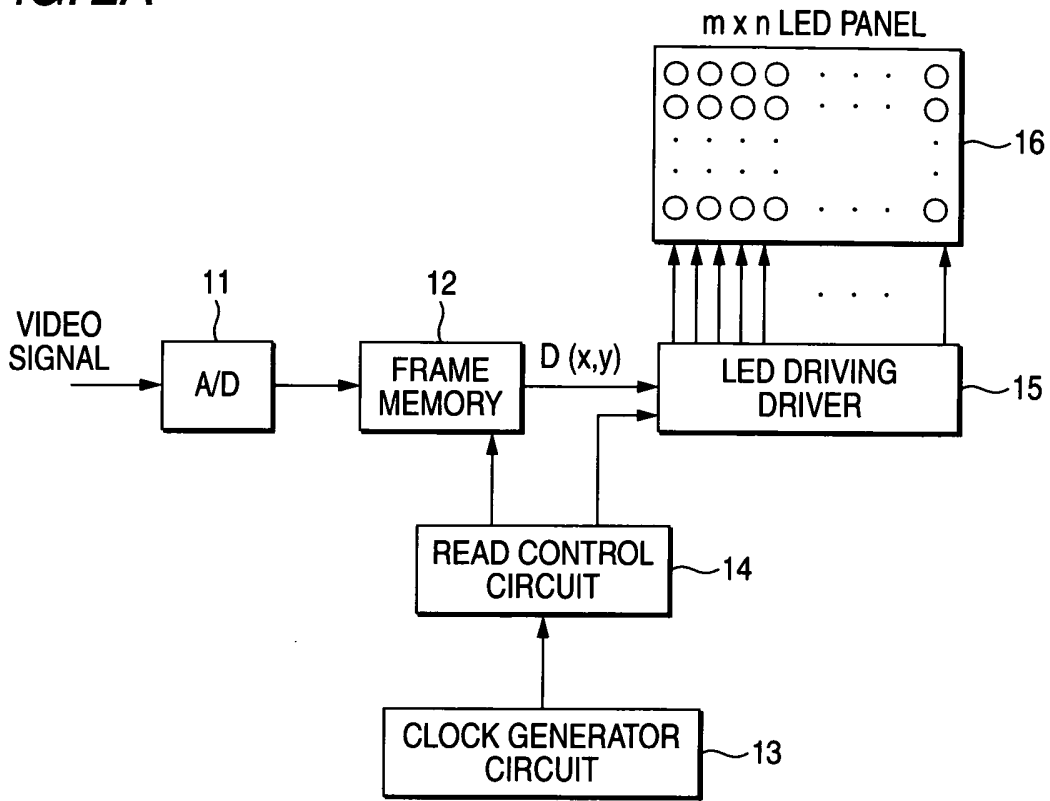 m x n LED PANEL
16
11
12
VIDEO
SIGNAL
A/D
FRAME
MEMORY
D (x,y)
LED DRIVING
DRIVER
15
READ CONTROL
CIRCUIT
14
CLOCK GENERATOR
CIRCUIT
13